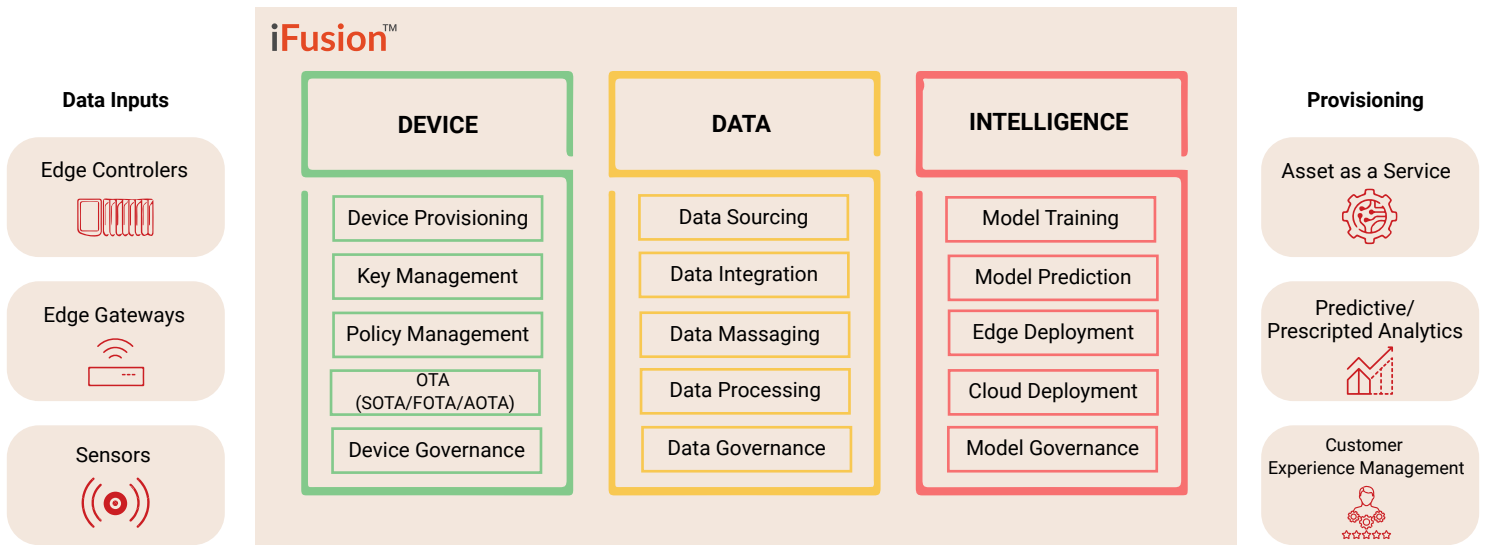 iFusion™
Data Inputs
Edge Controlers
Edge Gateways
Sensors
DEVICE
Device Provisioning
Key Management
Policy Management
OTA
(SOTA/FOTA/AOTA)
Device Governance
DATA
Data Sourcing
Data Integration
Data Massaging
Data Processing
Data Governance
INTELLIGENCE
Model Training
Model Prediction
Edge Deployment
Cloud Deployment
Model Governance
Provisioning
Asset as a Service
Predictive/
Prescripted Analytics
Customer
Experience Management